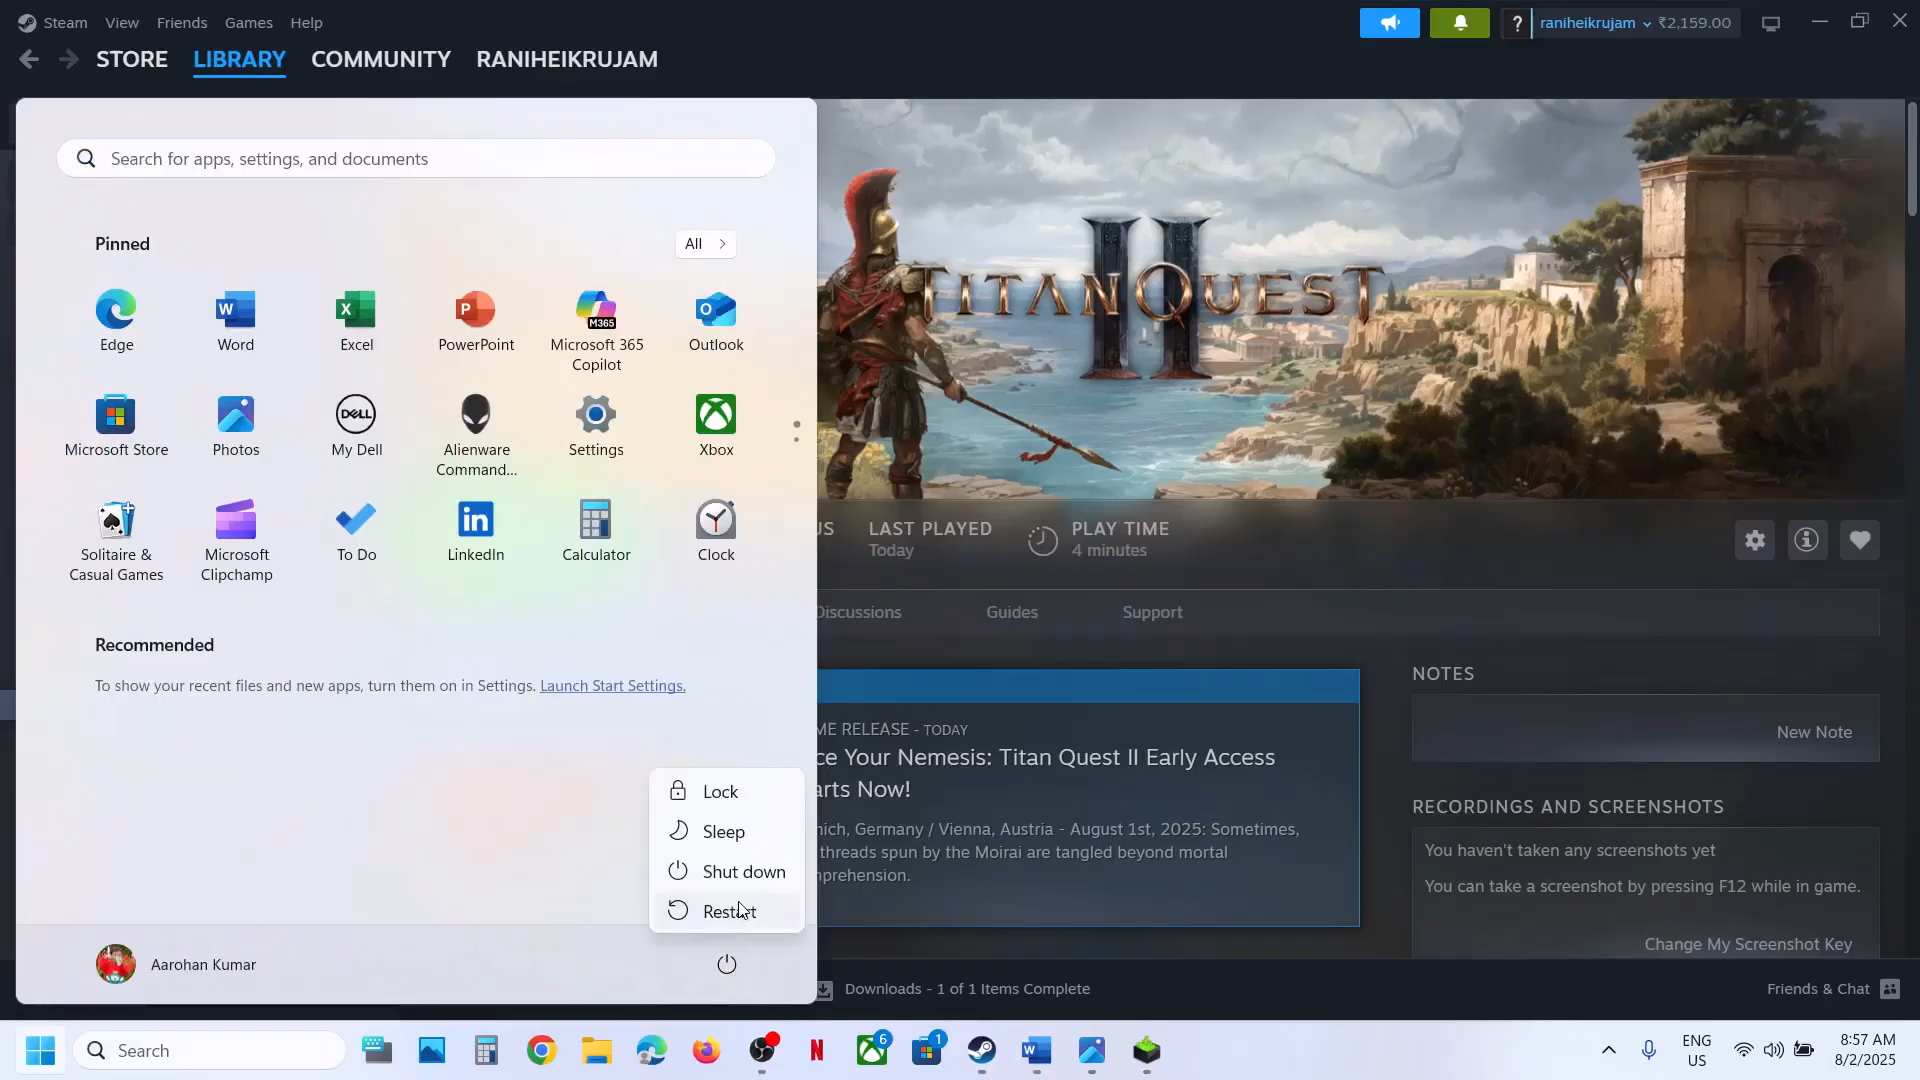 Steam View Friends Games Help
? raniheikrujam ₹2,159.00
STORE LIBRARY COMMUNITY RANIHEIKRUJAM
Search for apps, settings, and documents
Pinned
All
Edge Word Excel PowerPoint Microsoft 365 Copilot Outlook
M365
Microsoft Store Photos My Dell Alienware Command... Settings Xbox
DELL
Solitaire & Casual Games Microsoft Clipchamp To Do LinkedIn Calculator Clock
Recommended
To show your recent files and new apps, turn them on in Settings. Launch Start Settings.
Lock
Sleep
Shut down
Restart
Aarohan Kumar
TITAN QUEST
II
US LAST PLAYED PLAY TIME
Today 4 minutes
Discussions Guides Support
ME RELEASE - TODAY
ce Your Nemesis: Titan Quest II Early Access
arts Now!
nich, Germany / Vienna, Austria - August 1st, 2025: Sometimes,
threads spun by the Moirai are tangled beyond mortal
mprehension.
NOTES
New Note
RECORDINGS AND SCREENSHOTS
You haven't taken any screenshots yet
You can take a screenshot by pressing F12 while in game.
Change My Screenshot Key
Downloads - 1 of 1 Items Complete
Friends & Chat
Search
6
1
ENG
US
8:57 AM
8/2/2025